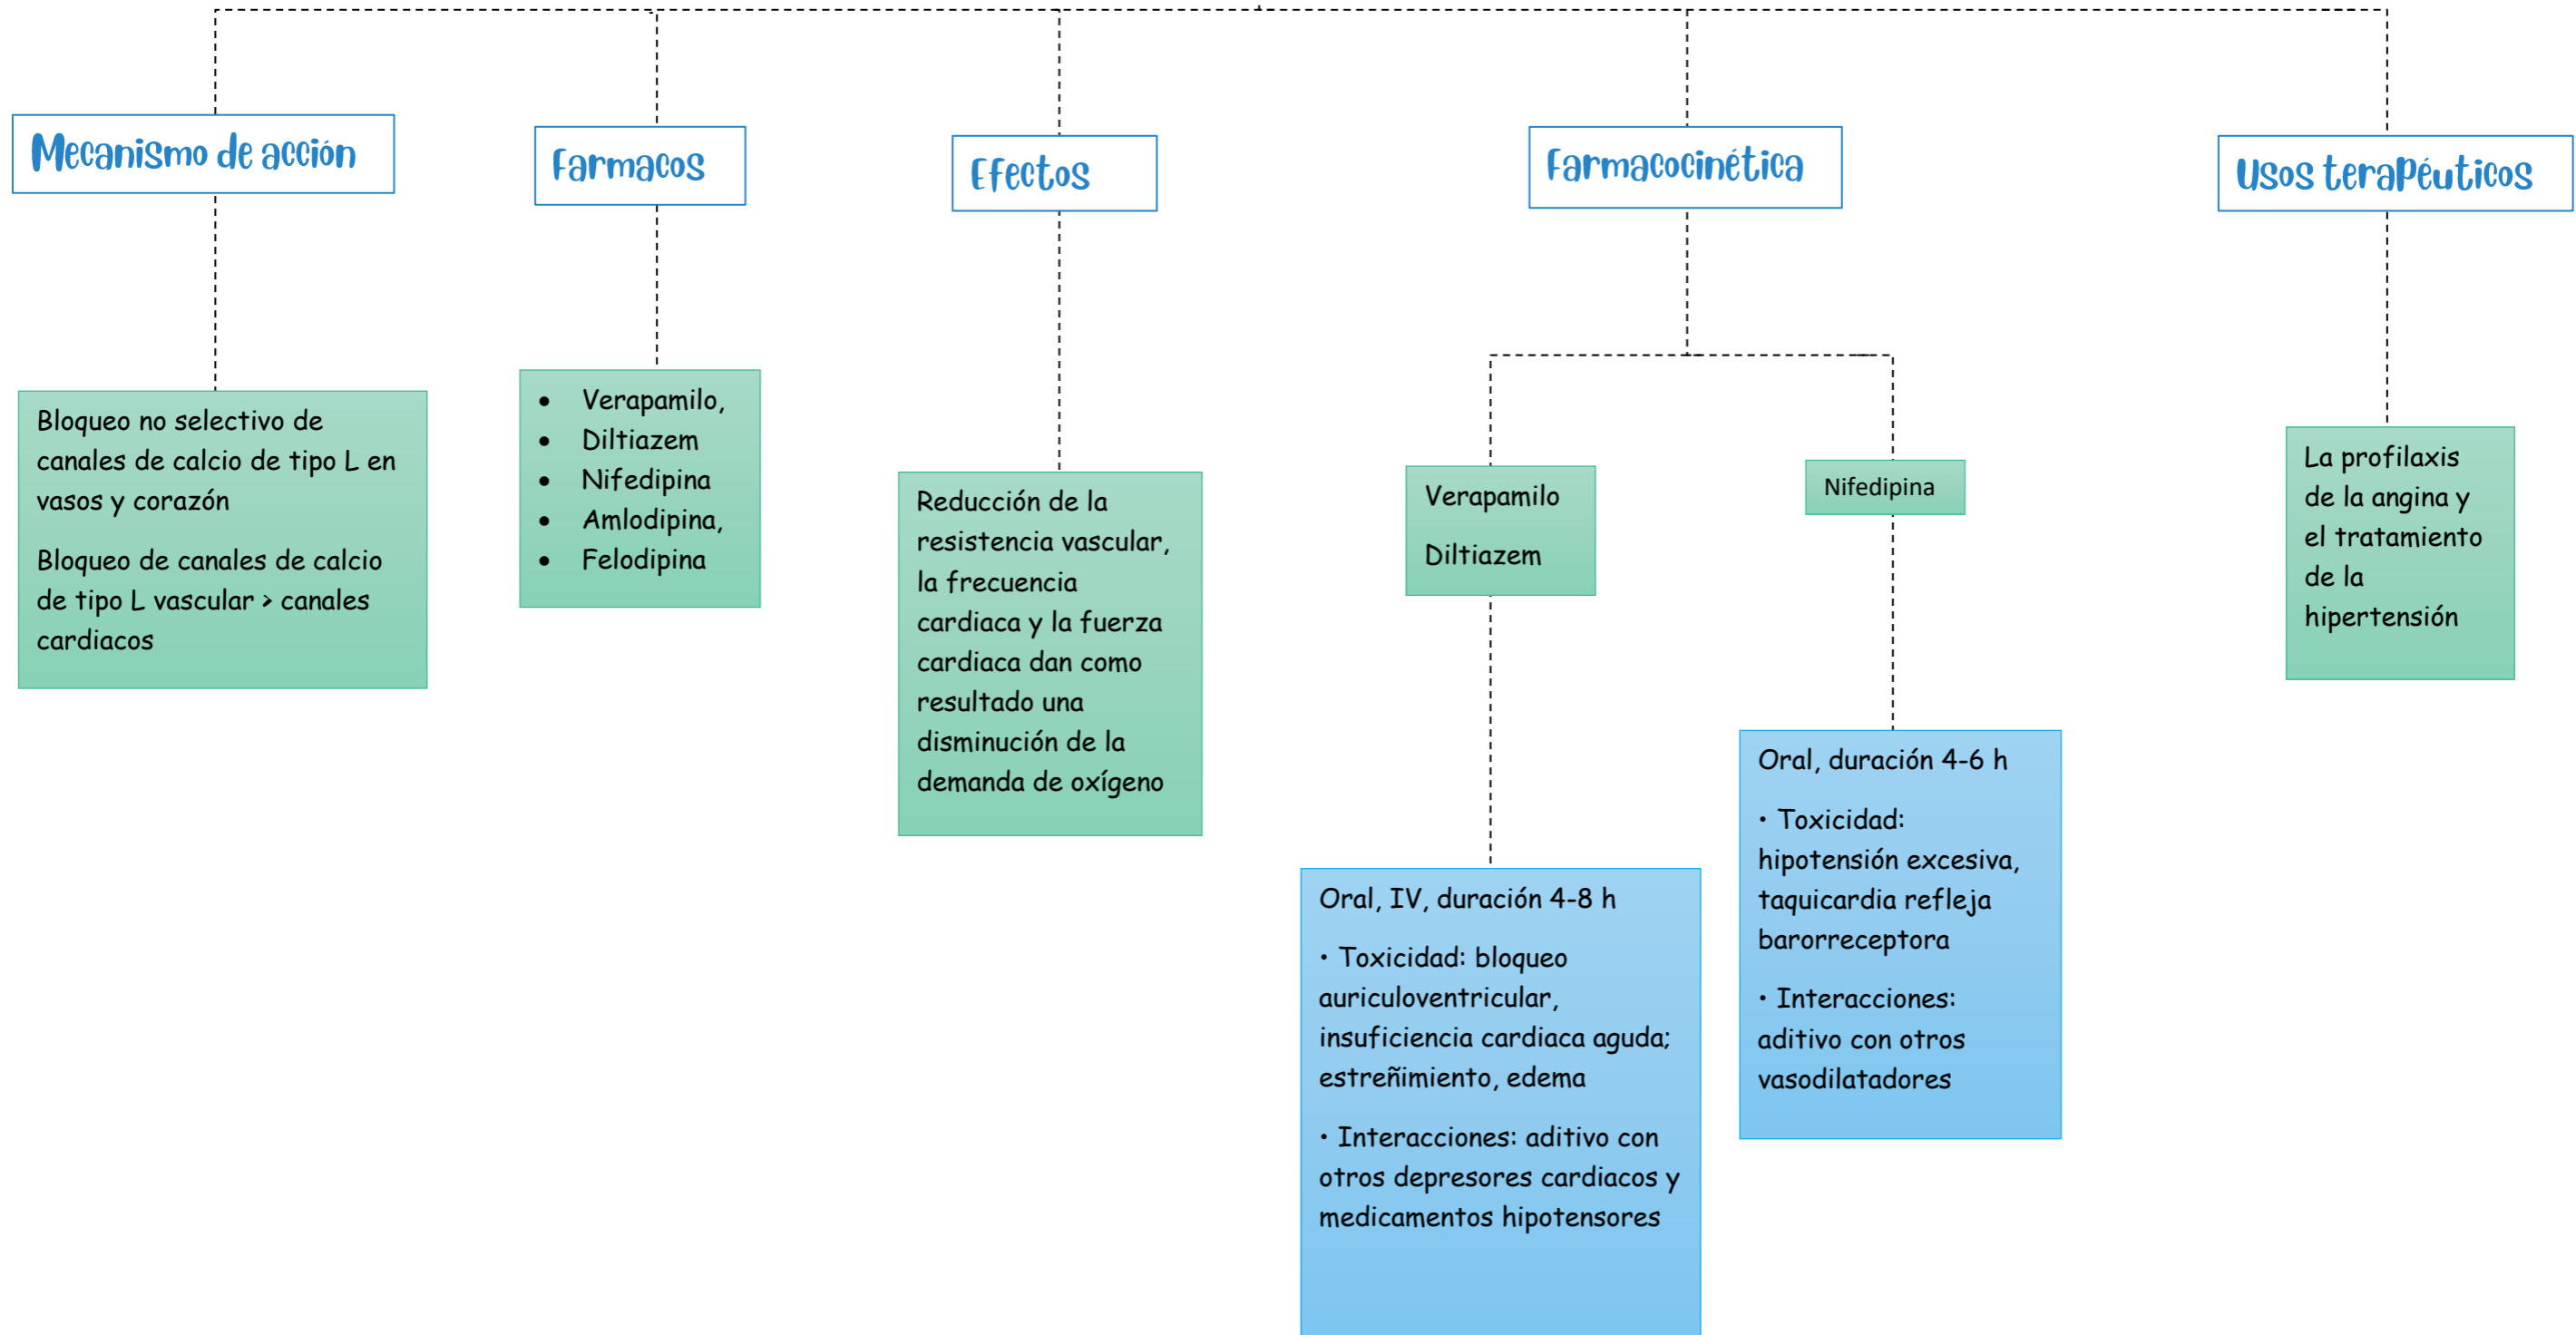 Mecanismo de acción
Bloqueo no selectivo de
canales de calcio de tipo L en
vasos y corazón
Bloqueo de canales de calcio
de tipo L vascular > canales
cardiacos
Farmacos
• Verapamilo,
• Diltiazem
• Nifedipina
• Amlodipina,
• Felodipina
Efectos
Reducción de la
resistencia vascular,
la frecuencia
cardiaca y la fuerza
cardiaca dan como
resultado una
disminución de la
demanda de oxígeno
Farmacocinética
Verapamilo
Diltiazem
Oral, IV, duración 4-8 h
• Toxicidad: bloqueo
auriculoventricular,
insuficiencia cardiaca aguda;
estreñimiento, edema
• Interacciones: aditivo con
otros depresores cardiacos y
medicamentos hipotensores
Nifedipina
Oral, duración 4-6 h
• Toxicidad:
hipotensión excesiva,
taquicardia refleja
barorreceptora
• Interacciones:
aditivo con otros
vasodilatadores
Usos terapéuticos
La profilaxis
de la angina y
el tratamiento
de la
hipertensión